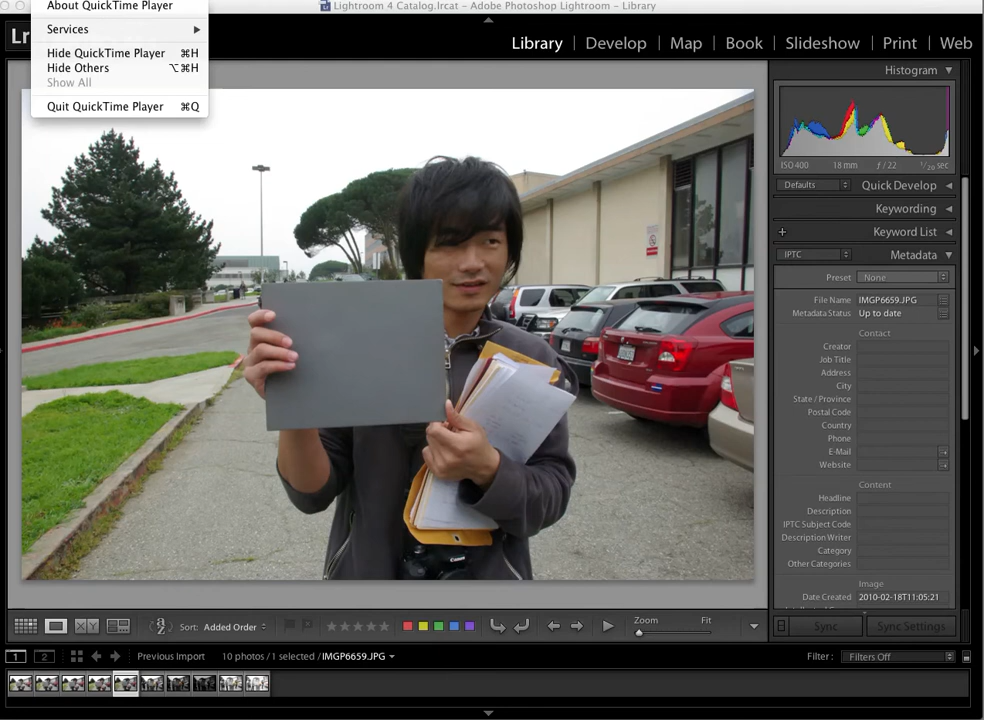 About QuickTime Player
Lightroom 4 Catalog.lrcat - Adobe Photoshop Lightroom - Library
Services
Hide QuickTime Player ⌘H
Hide Others ⌥⌘H
Show All
Quit QuickTime Player ⌘Q
Lr
Library | Develop | Map | Book | Slideshow | Print | Web
Histogram
ISO 400 18 mm ƒ / 22 1/20 sec
Defaults Quick Develop
Keywording
+ Keyword List
IPTC Metadata
Preset None
File Name IMGP6659.JPG
Metadata Status Up to date
Contact
Creator
Job Title
Address
City
State / Province
Postal Code
Country
Phone
E-Mail
Website
Content
Headline
Description
IPTC Subject Code
Description Writer
Category
Other Categories
Image
Date Created 2010-02-18T11:05:21
X Y
a z
Sort: Added Order
Zoom Fit
Sync Sync Settings
1 2 Previous Import 10 photos / 1 selected / IMGP6659.JPG
Filter : Filters Off